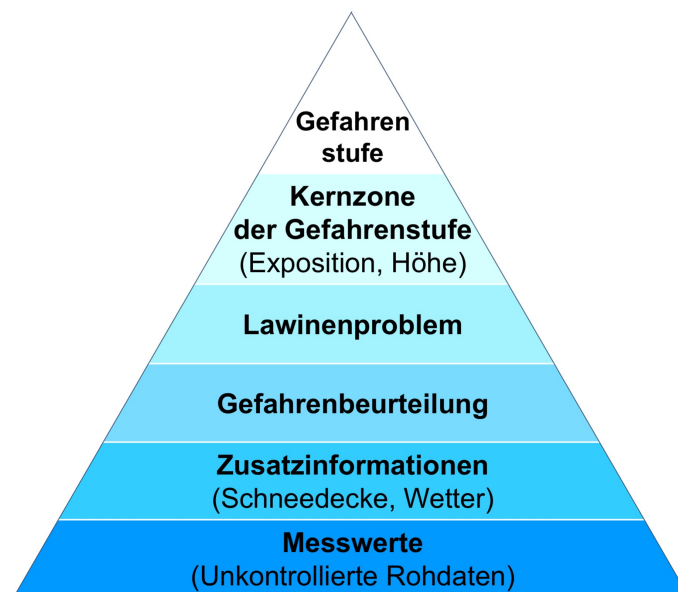 Gefahren
stufe
Kernzone
der Gefahrenstufe
(Exposition, Höhe)
Lawinenproblem
Gefahrenbeurteilung
Zusatzinformationen
(Schneedecke, Wetter)
Messwerte
(Unkontrollierte Rohdaten)